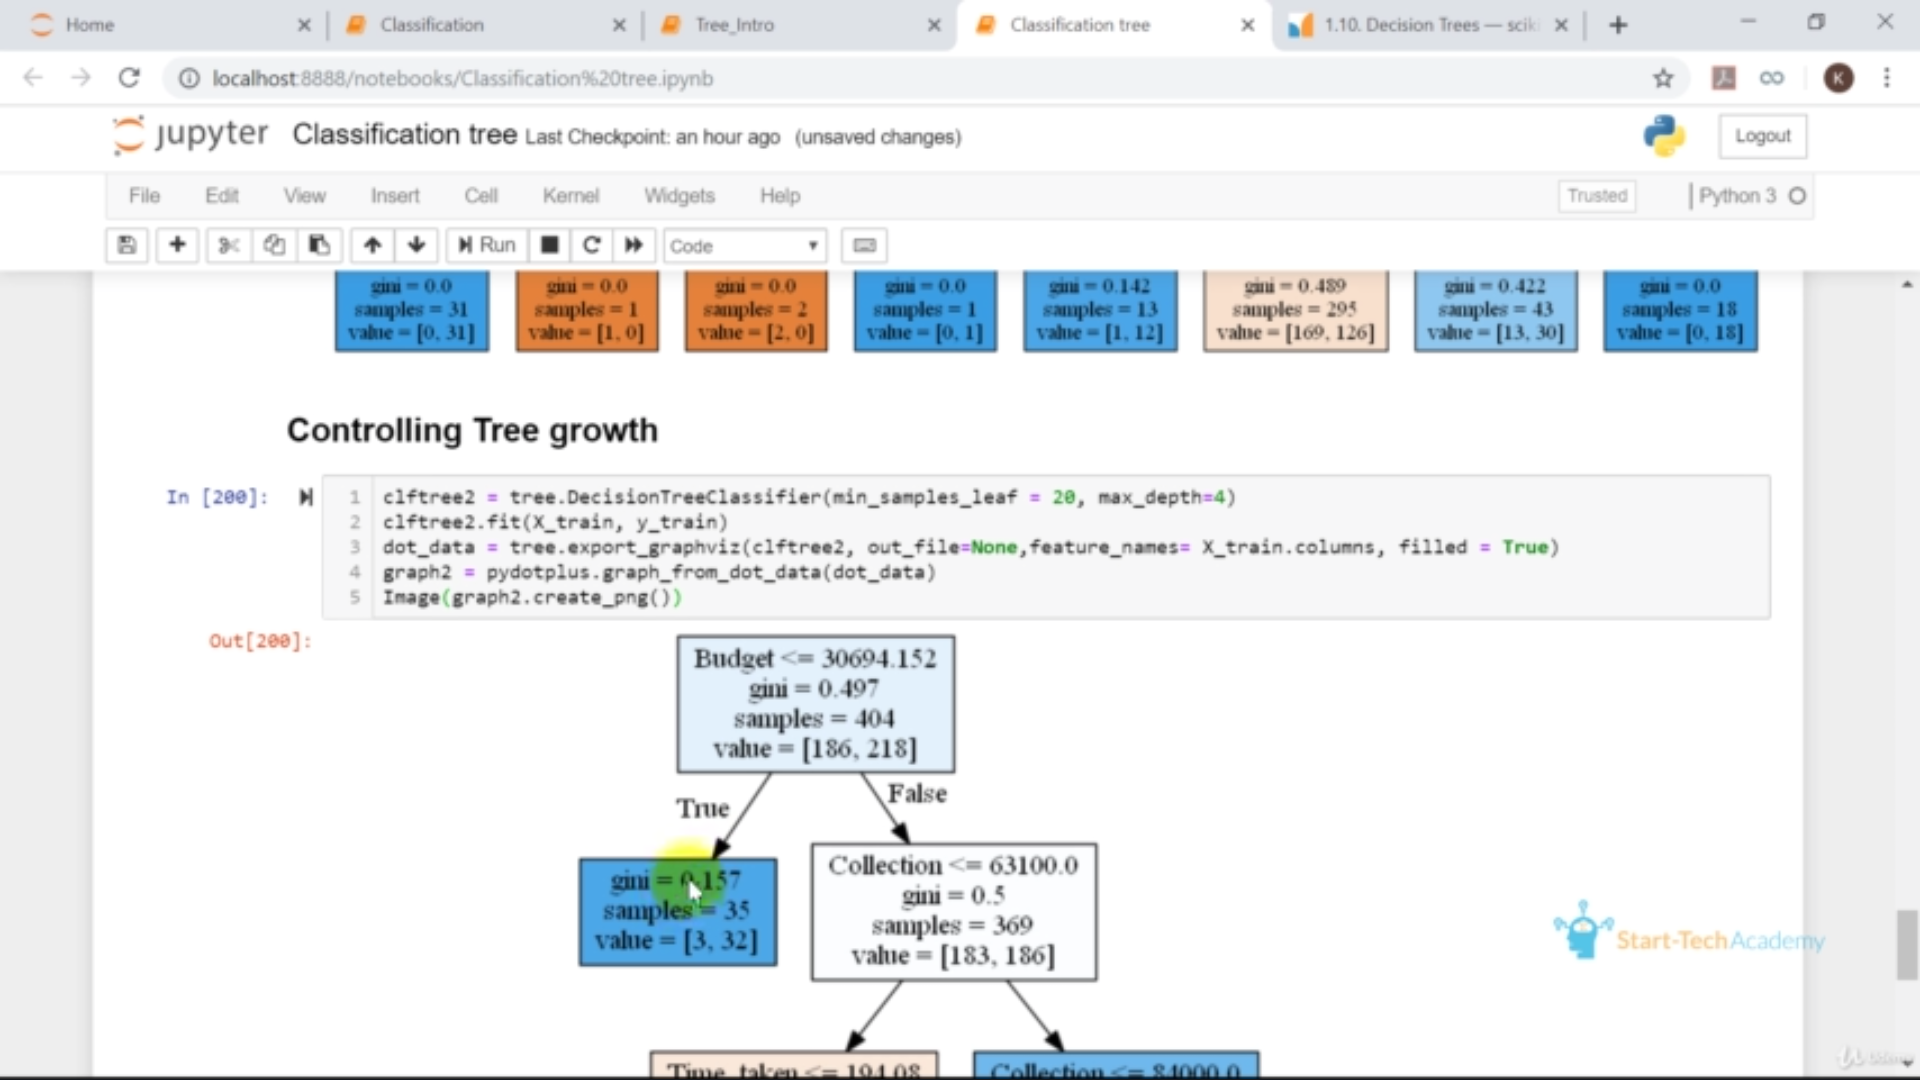 Home
Classification
Tree_Intro
Classification tree
1.10. Decision Trees — scik
localhost:8888/notebooks/Classification%20tree.ipynb
K
jupyter Classification tree Last Checkpoint: an hour ago (unsaved changes)
Logout
File Edit View Insert Cell Kernel Widgets Help
Trusted
Python 3
Run
Code
gini = 0.0
samples = 31
value = [0, 31]
gini = 0.0
samples = 1
value = [1, 0]
gini = 0.0
samples = 2
value = [2, 0]
gini = 0.0
samples = 1
value = [0, 1]
gini = 0.142
samples = 13
value = [1, 12]
gini = 0.489
samples = 295
value = [169, 126]
gini = 0.422
samples = 43
value = [13, 30]
gini = 0.0
samples = 18
value = [0, 18]
Controlling Tree growth
In [200]:
1 clftree2 = tree.DecisionTreeClassifier(min_samples_leaf = 20, max_depth=4)
2 clftree2.fit(X_train, y_train)
3 dot_data = tree.export_graphviz(clftree2, out_file=None,feature_names= X_train.columns, filled = True)
4 graph2 = pydotplus.graph_from_dot_data(dot_data)
5 Image(graph2.create_png())
Out[200]:
Budget <= 30694.152
gini = 0.497
samples = 404
value = [186, 218]
True
False
gini = 0.157
samples = 35
value = [3, 32]
Collection <= 63100.0
gini = 0.5
samples = 369
value = [183, 186]
Time_taken <= 194.08
Collection <= 84000.0
Start-Tech Academy
Udemy